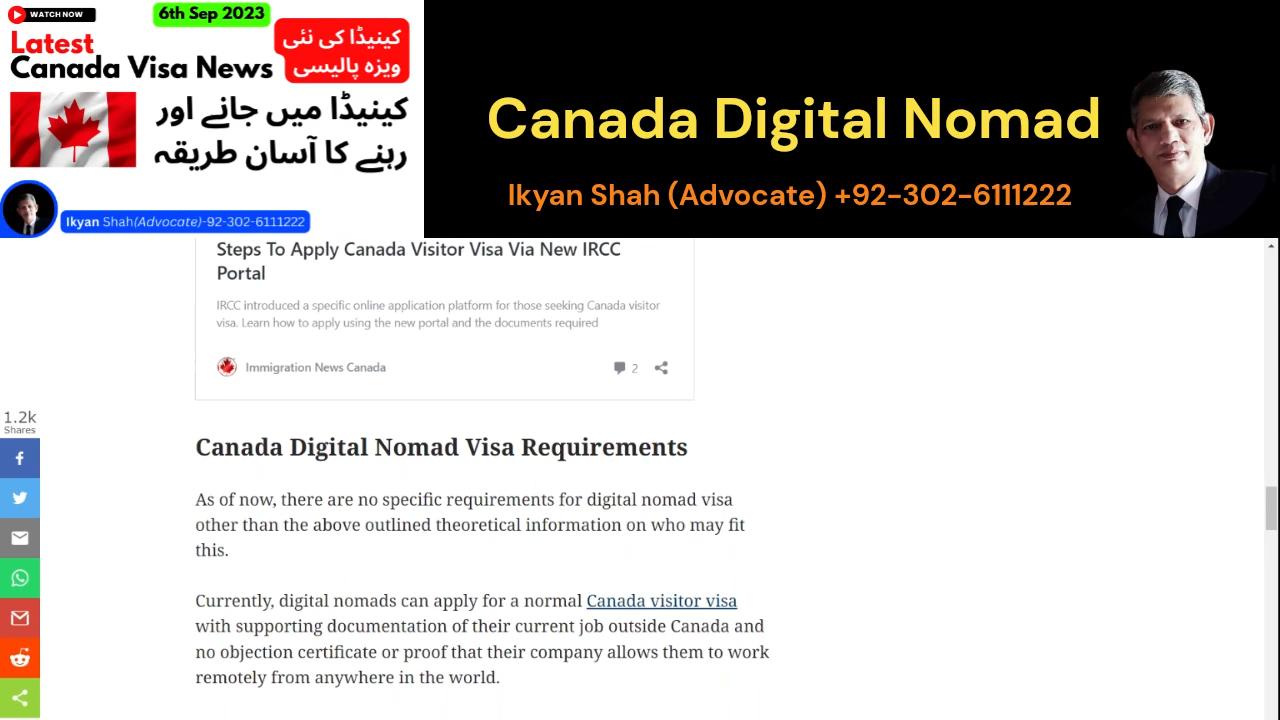 WATCH NOW
6th Sep 2023
Latest
Canada Visa News
کینیڈا کی نئی
ویزہ پالیسی
کینیڈا میں جانے اور
رہنے کا آسان طریقہ
Ikyan Shah(Advocate)-92-302-6111222
Canada Digital Nomad
Ikyan Shah (Advocate) +92-302-6111222
Steps To Apply Canada Visitor Visa Via New IRCC
Portal
IRCC introduced a specific online application platform for those seeking Canada visitor
visa. Learn how to apply using the new portal and the documents required
Immigration News Canada
2
1.2k
Shares
Canada Digital Nomad Visa Requirements
As of now, there are no specific requirements for digital nomad visa
other than the above outlined theoretical information on who may fit
this.
Currently, digital nomads can apply for a normal Canada visitor visa
with supporting documentation of their current job outside Canada and
no objection certificate or proof that their company allows them to work
remotely from anywhere in the world.